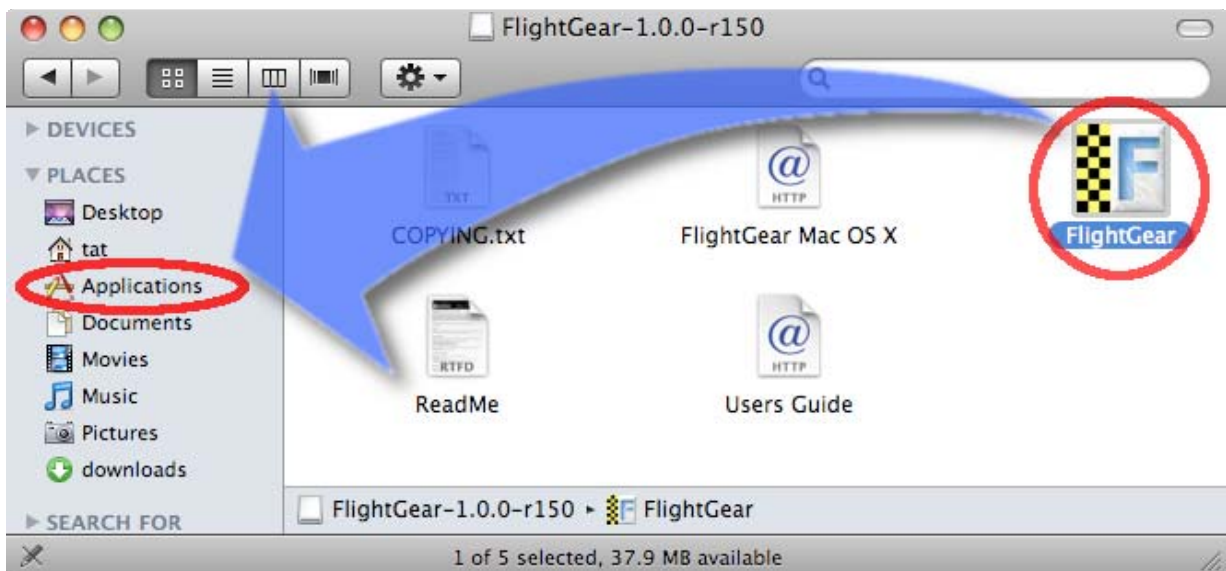 FlightGear-1.0.0-r150
DEVICES
PLACES
Desktop
tat
Applications
Documents
Movies
Music
Pictures
downloads
SEARCH FOR
TXT
COPYING.txt
HTTP
FlightGear Mac OS X
F
FlightGear
RTFD
ReadMe
HTTP
Users Guide
FlightGear-1.0.0-r150 ▸ FlightGear
1 of 5 selected, 37.9 MB available